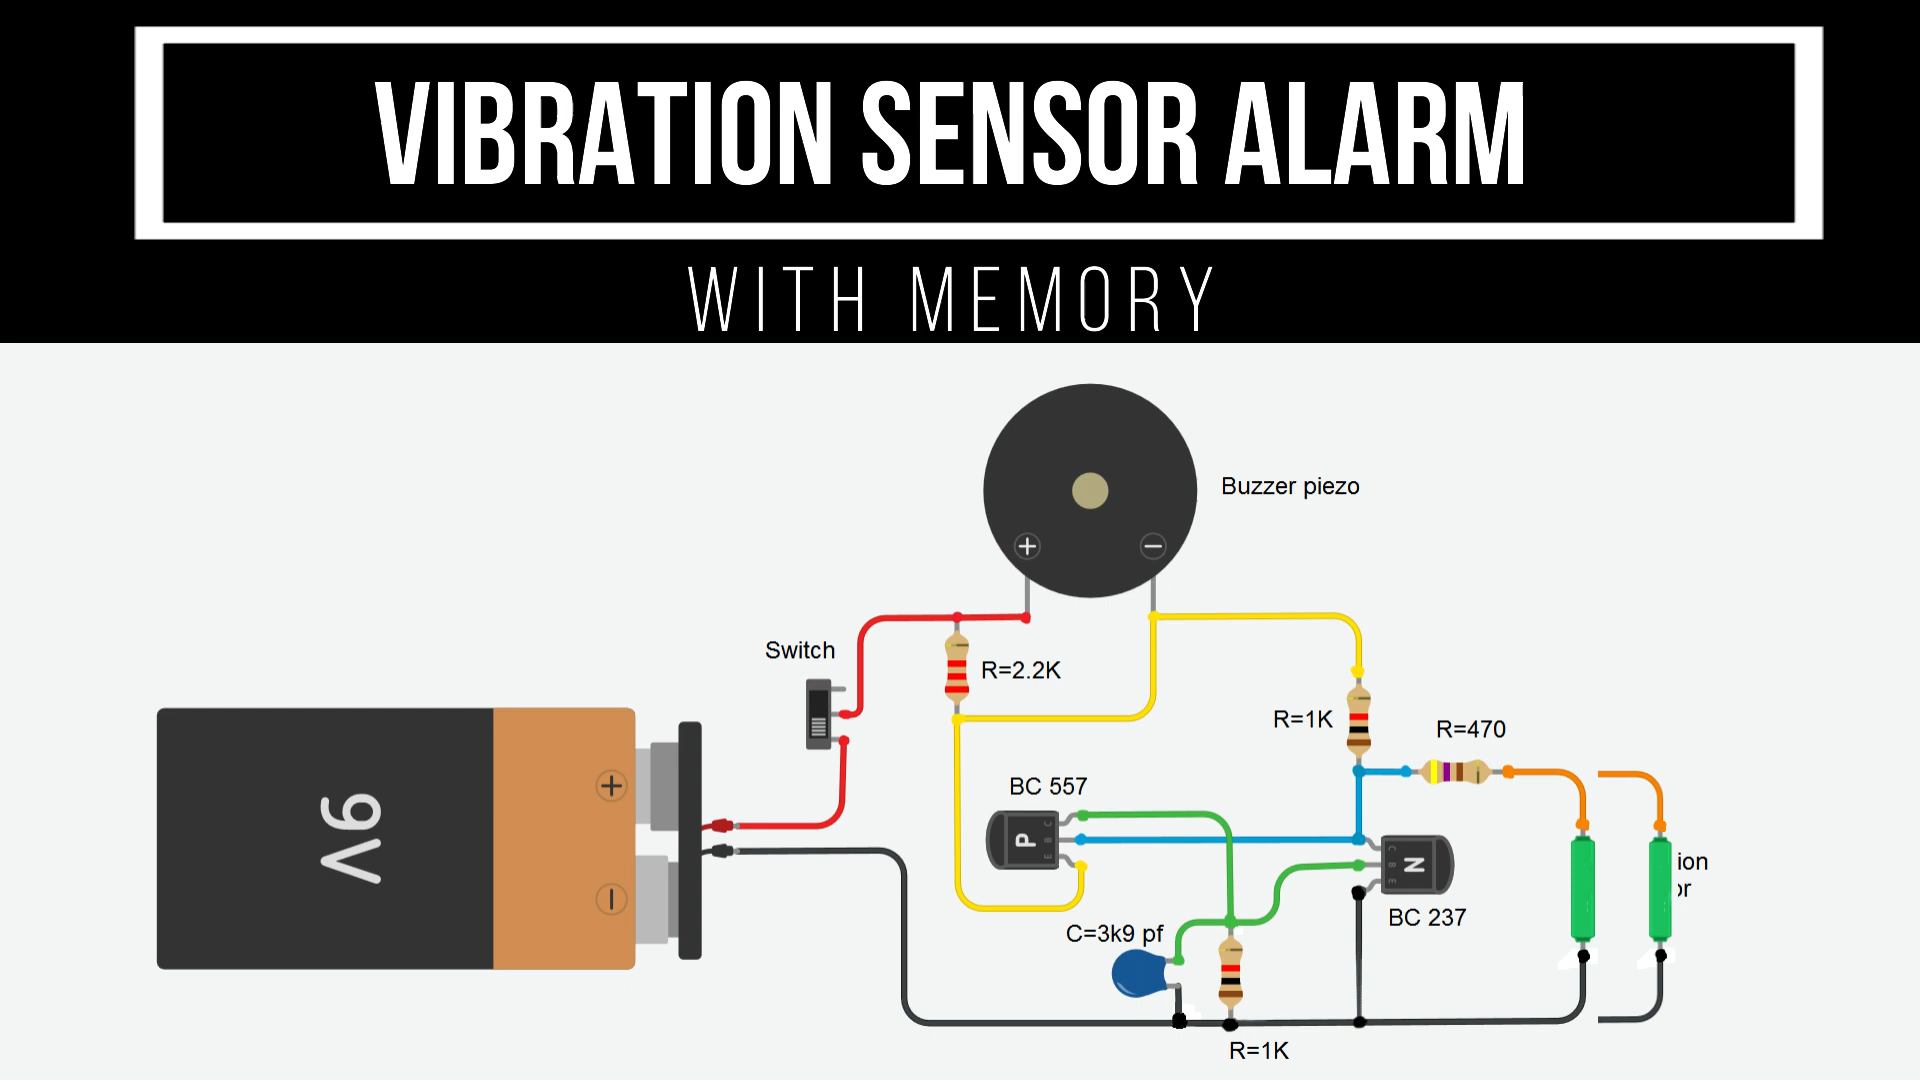 VIBRATION SENSOR ALARM
WITH MEMORY
Buzzer piezo
Switch
R=2.2K
R=1K
R=470
BC 557
9V
+
−
+
−
P
C
B
E
N
C
B
E
ion
or
BC 237
C=3k9 pf
R=1K